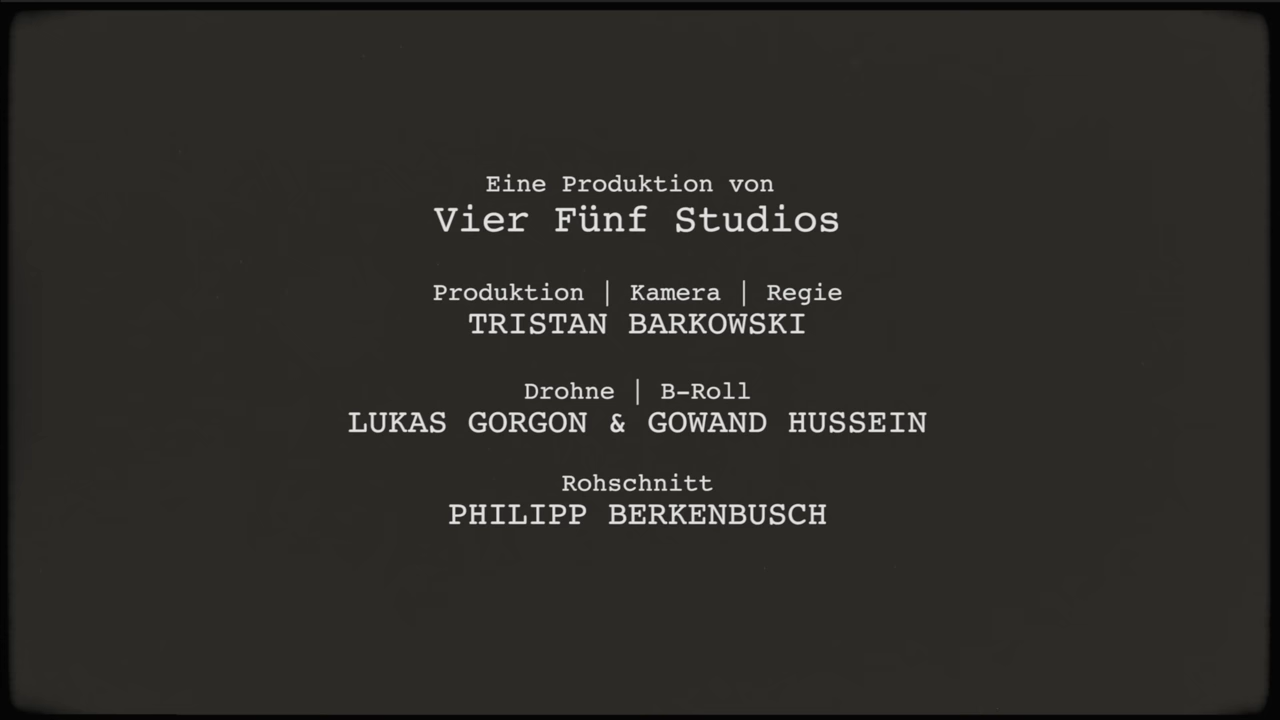 Eine Produktion von
Vier Fünf Studios
Produktion | Kamera | Regie
TRISTAN BARKOWSKI
Drohne | B-Roll
LUKAS GORGON & GOWAND HUSSEIN
Rohschnitt
PHILIPP BERKENBUSCH